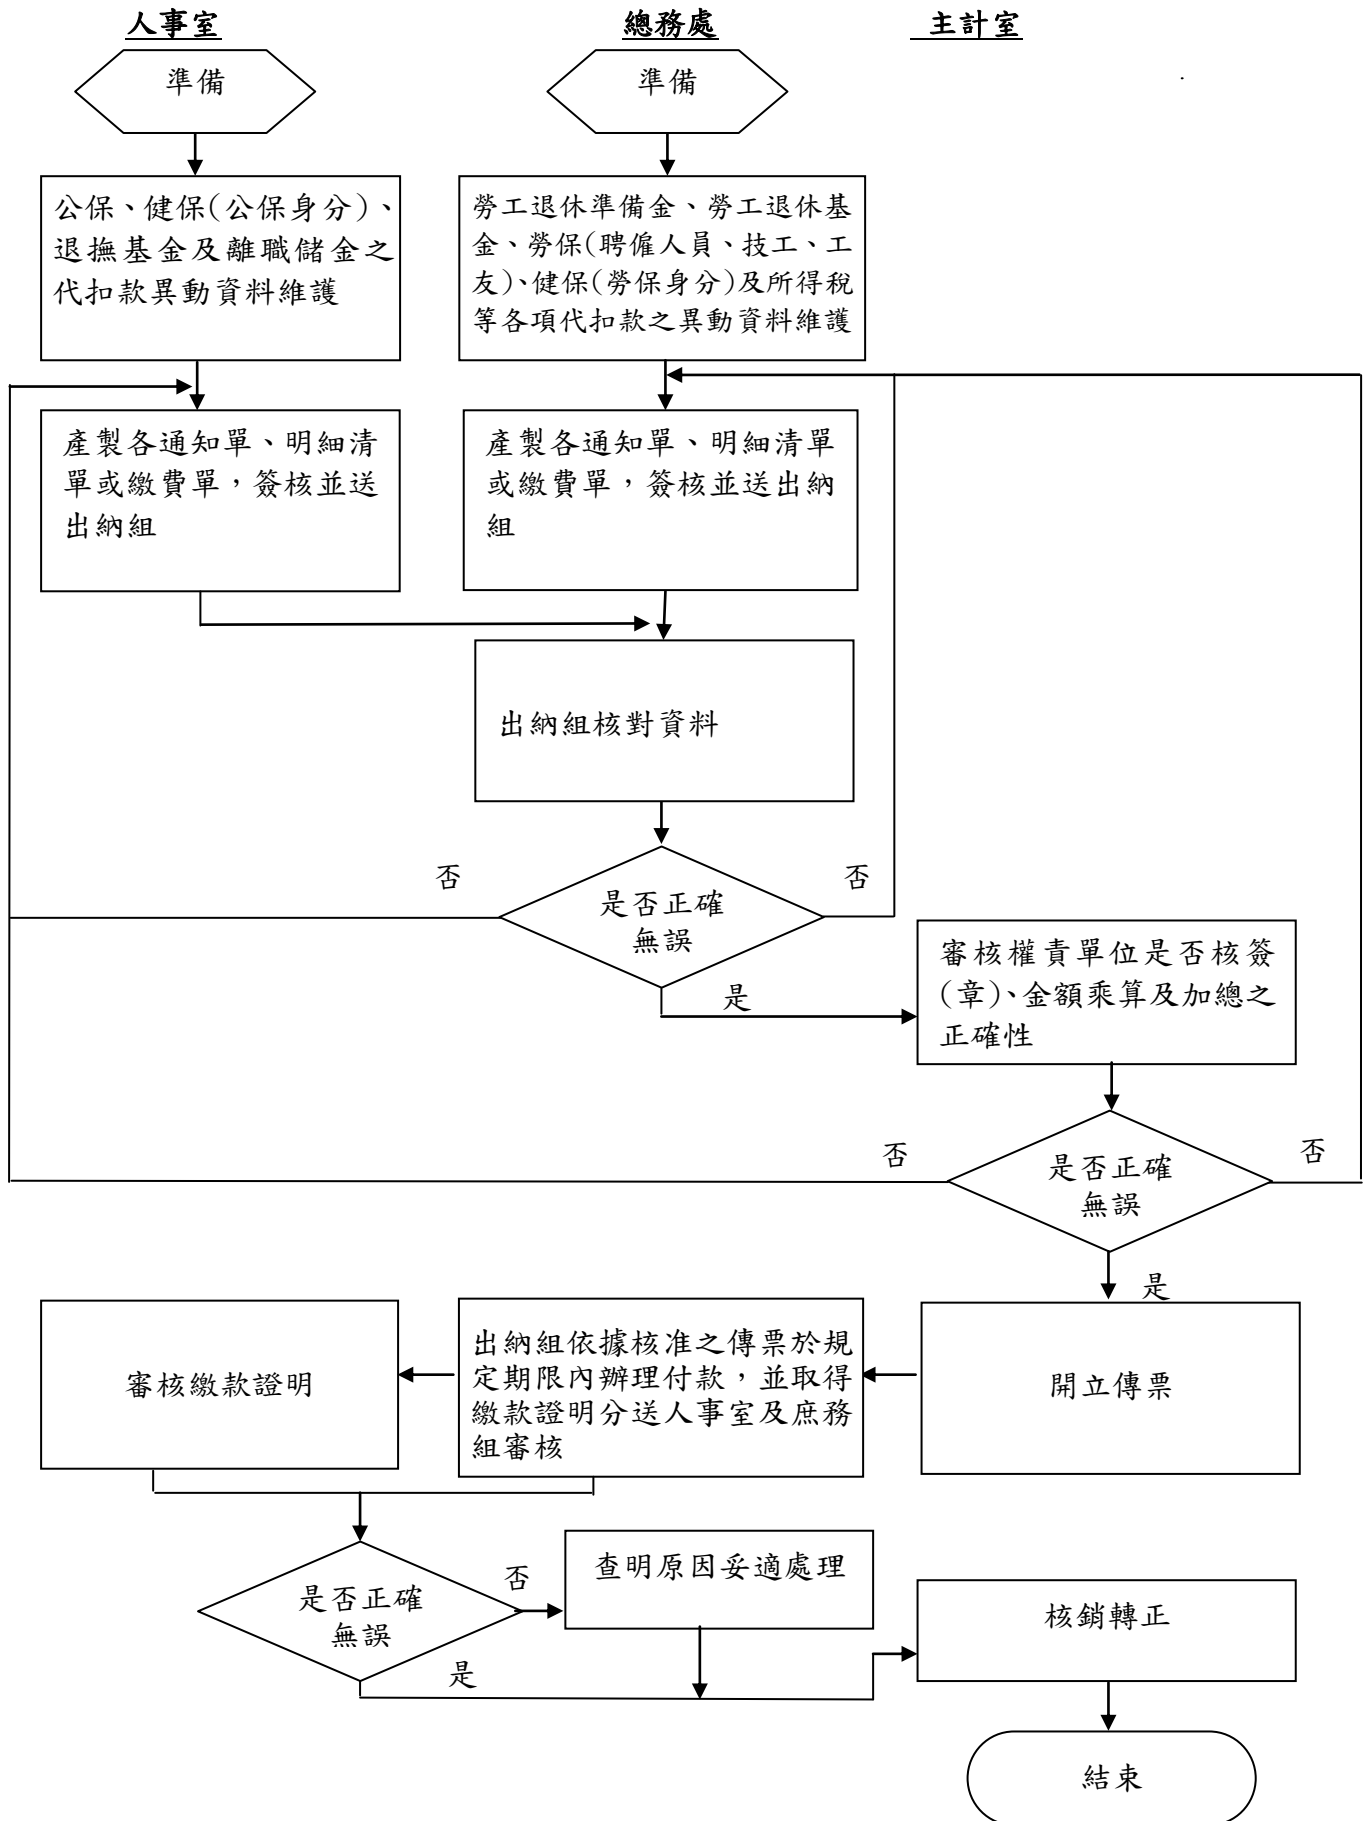 人事室
總務處
主計室
準備
準備
公保、健保(公保身分)、
退撫基金及離職儲金之
代扣款異動資料維護
勞工退休準備金、勞工退休基
金、勞保(聘僱人員、技工、工
友)、健保(勞保身分)及所得稅
等各項代扣款之異動資料維護
產製各通知單、明細清
單或繳費單，簽核並送
出納組
產製各通知單、明細清單
或繳費單，簽核並送出納
組
出納組核對資料
否
是否正確
無誤
否
是
審核權責單位是否核簽
(章)、金額乘算及加總之
正確性
否
是否正確
無誤
否
是
審核繳款證明
出納組依據核准之傳票於規
定期限內辦理付款，並取得
繳款證明分送人事室及庶務
組審核
開立傳票
是否正確
無誤
否
是
查明原因妥適處理
核銷轉正
結束